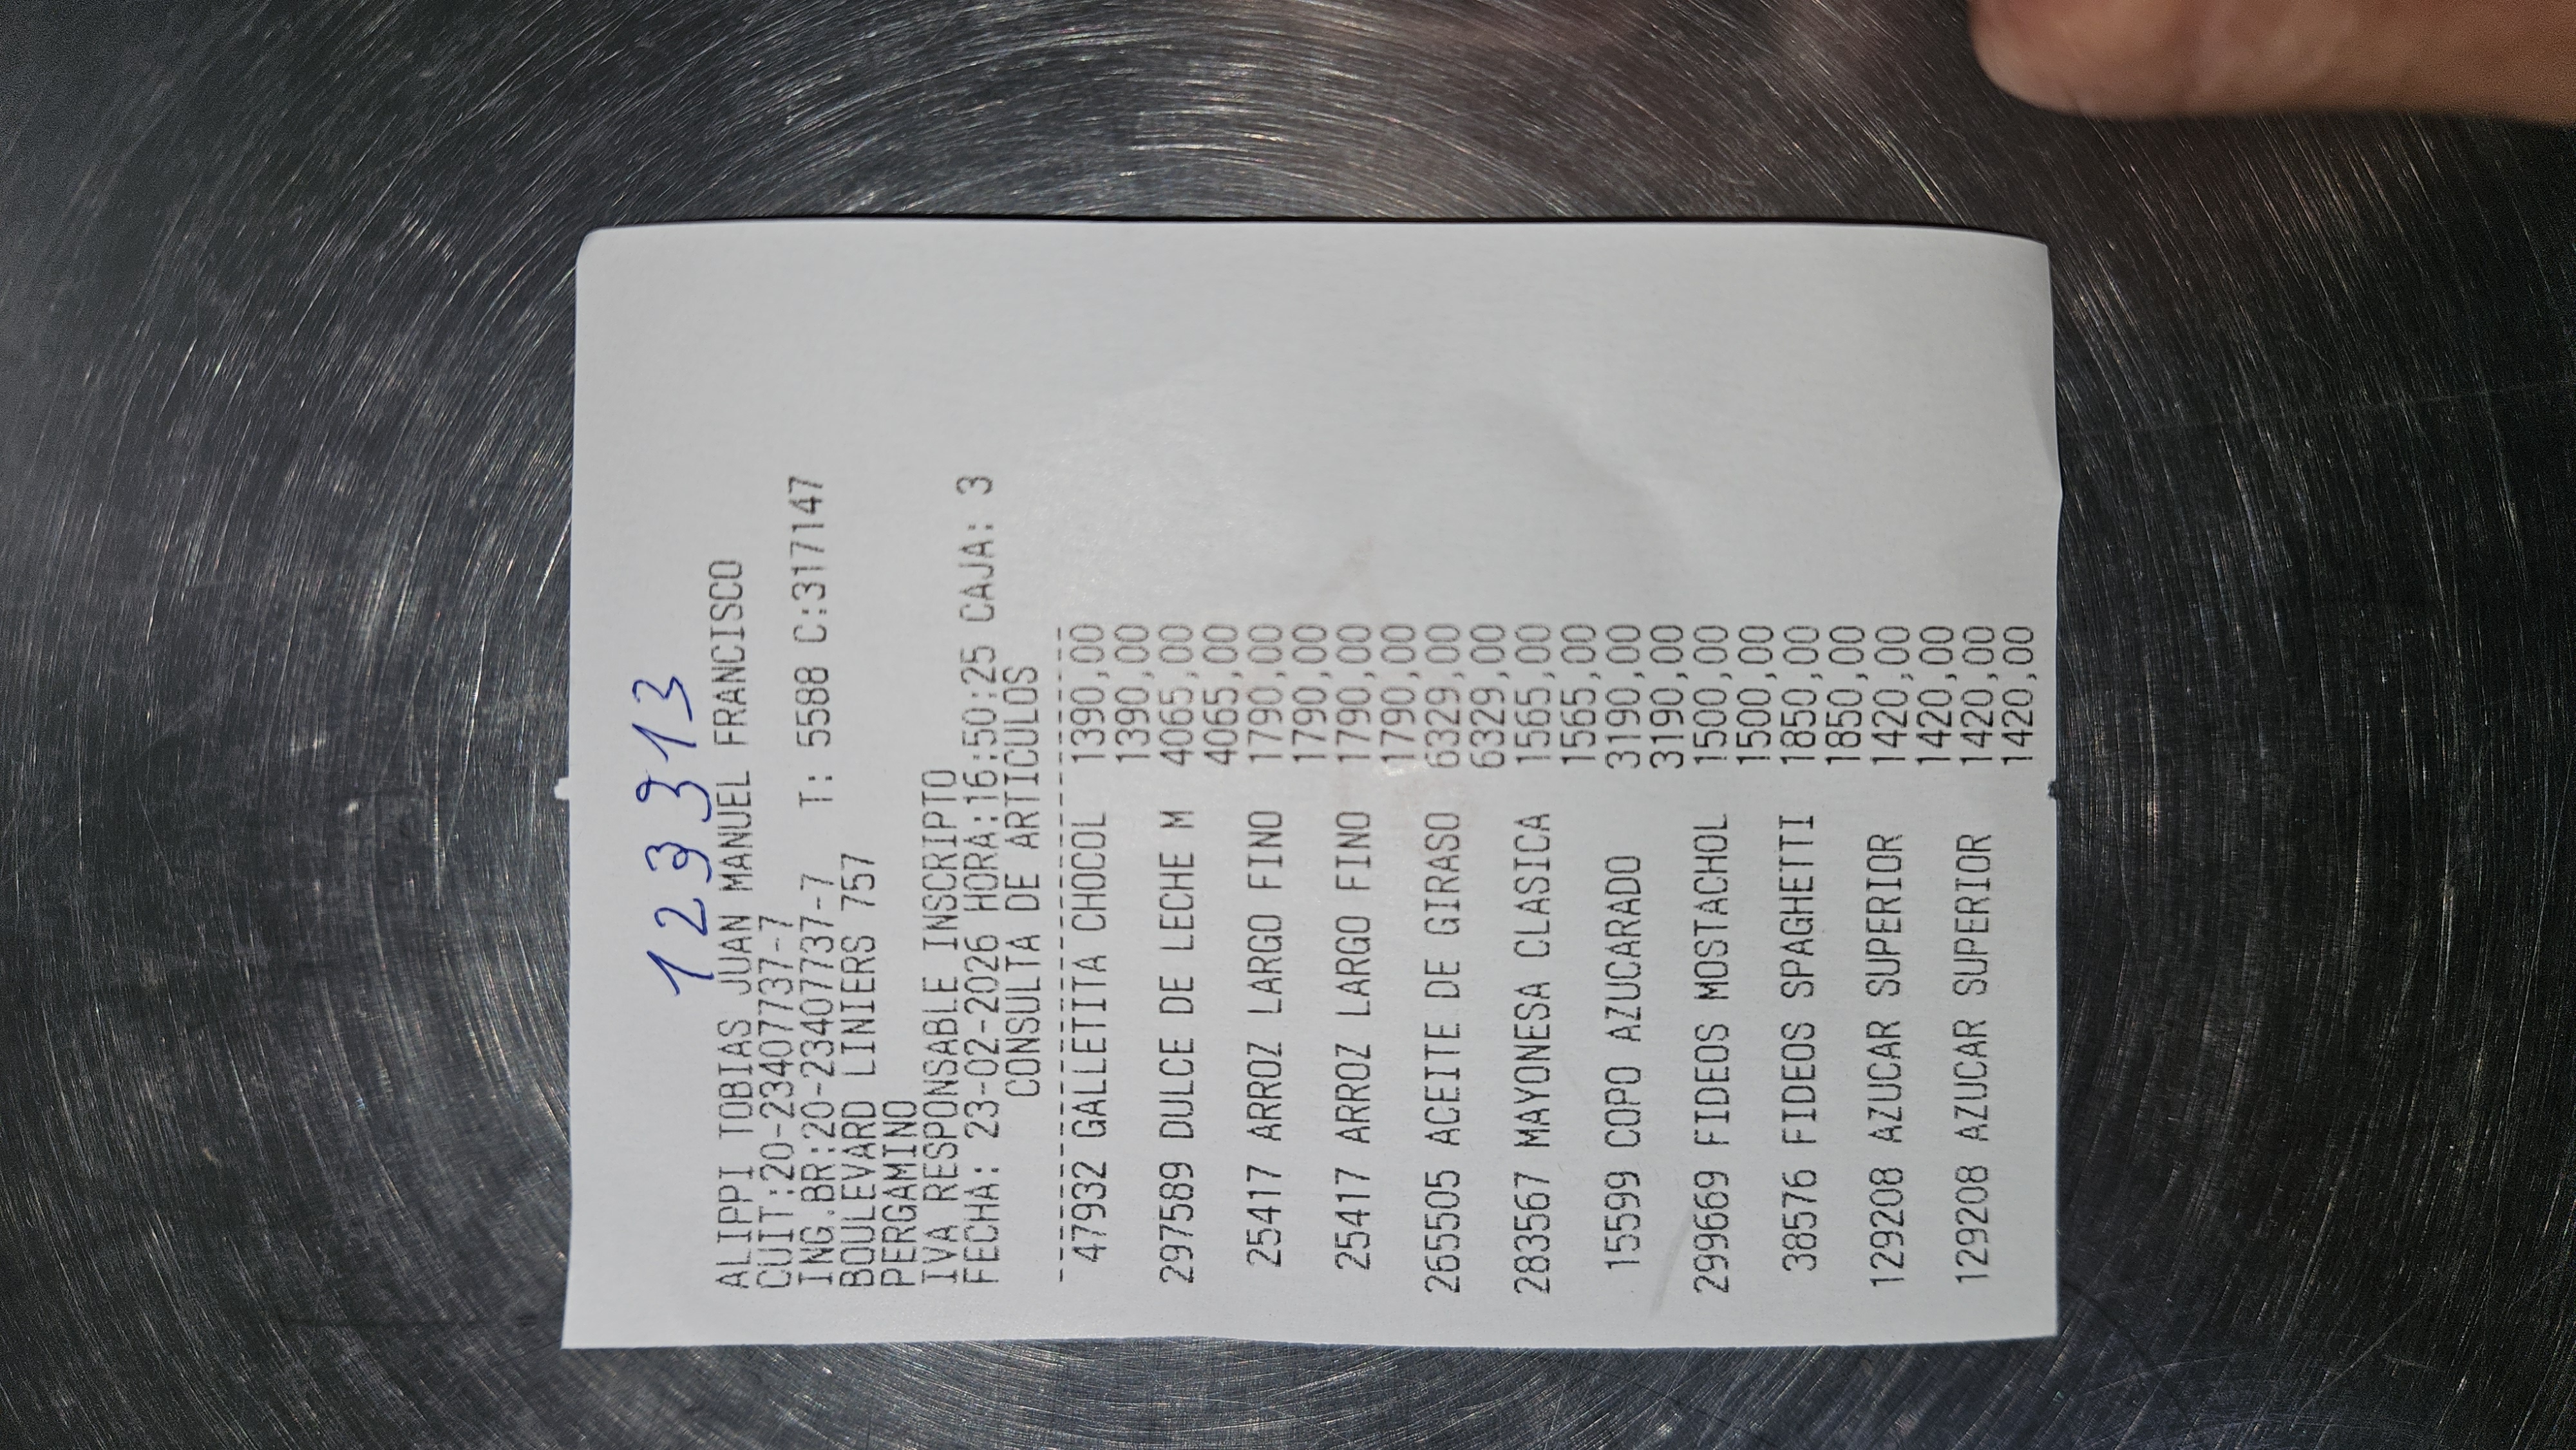 123313
ALIPPI TOBIAS JUAN MANUEL FRANCISCO
CUIT:20-23407737-7
ING.BR:20-23407737-7 T: 5588 C:317147
BOULEVARD LINIERS 757
PERGAMINO
IVA RESPONSABLE INSCRIPTO
FECHA: 23-02-2026 HORA:16:50:25 CAJA: 3
CONSULTA DE ARTICULOS
--------------------------------
47932 GALLETITA CHOCOL 1390,00
1390,00
297589 DULCE DE LECHE M 4065,00
4065,00
25417 ARROZ LARGO FINO 1790,00
1790,00
25417 ARROZ LARGO FINO 1790,00
1790,00
265505 ACEITE DE GIRASO 6329,00
6329,00
283567 MAYONESA CLASICA 1565,00
1565,00
15599 COPO AZUCARADO 3190,00
3190,00
299669 FIDEOS MOSTACHOL 1500,00
1500,00
38576 FIDEOS SPAGHETTI 1850,00
1850,00
129208 AZUCAR SUPERIOR 1420,00
1420,00
129208 AZUCAR SUPERIOR 1420,00
1420,00